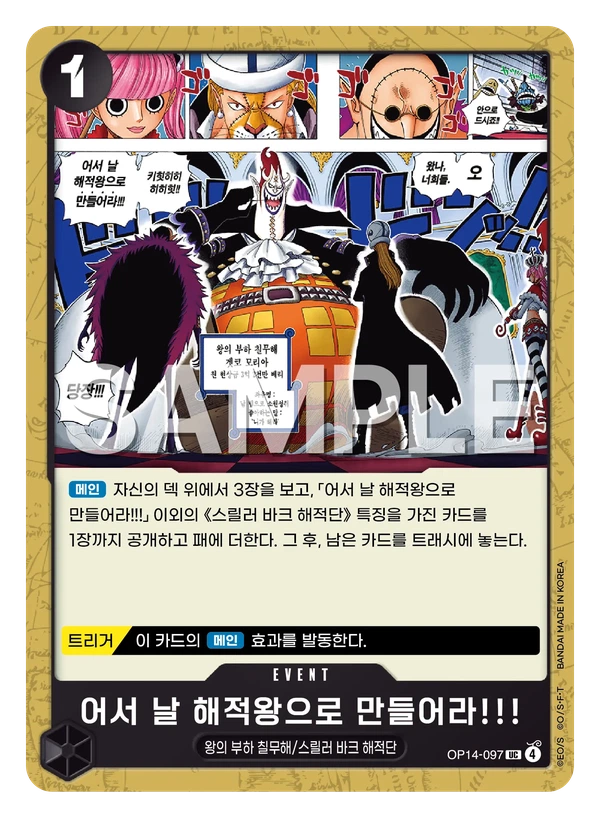 1
안으로
드시죠!!
어서 날
해적왕으로
만들어라!!!
키힛히히
히히힛!!
왔나,
너희들.
오
당장!!!
왕의 부하 칠무해
겟코 모리아
SAMPLE
메인 자신의 덱 위에서 3장을 보고, 「어서 날 해적왕으로
만들어라!!!」 이외의 《스릴러 바크 해적단》 특징을 가진 카드를
1장까지 공개하고 패에 더한다. 그 후, 남은 카드를 트래시에 놓는다.
트리거 이 카드의 메인 효과를 발동한다.
EVENT
어서 날 해적왕으로 만들어라!!!
왕의 부하 칠무해/스릴러 바크 해적단
OP14-097 UC 4
©EO/S ©O/S·F·T BANDAI MADE IN KOREA